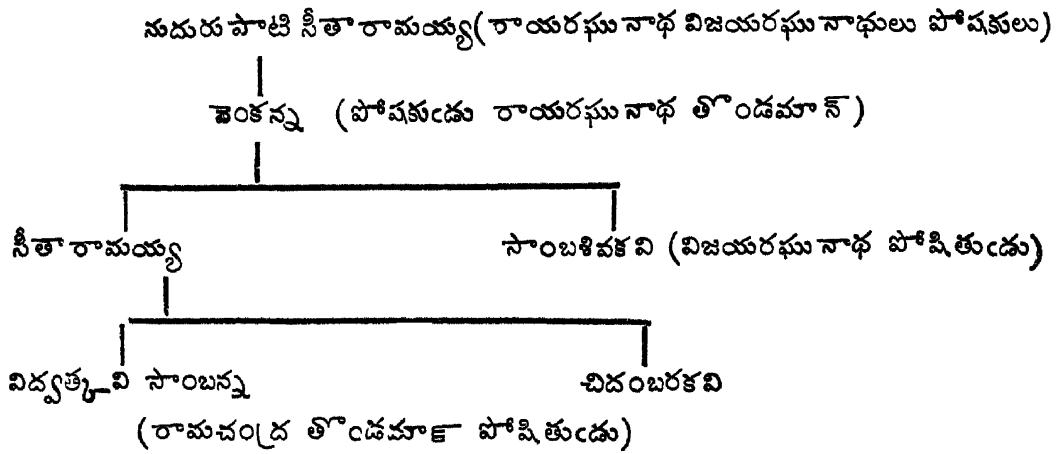 నుదురుపాటి సీతారామయ్య(రాయరఘునాథ విజయరఘునాథులు పోషకులు)
వెంకన్న (పోషకుఁడు రాయరఘునాథ తొండమాన్)
సీతారామయ్య సాంబశివకవి (విజయరఘునాథ పోషితుఁడు)
విద్వత్కవి సాంబన్న చిదంబరకవి
(రామచంద్ర తొఁడమాన్ పోషితుఁడు)